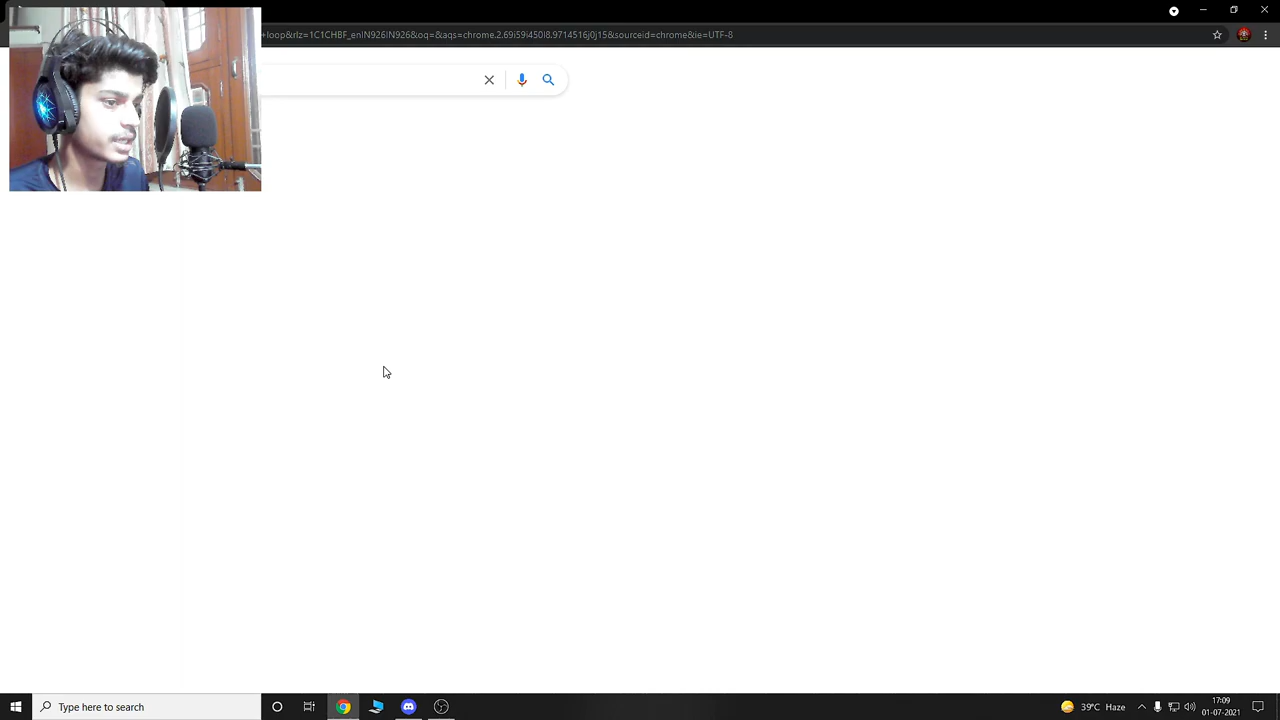 loop&rlz=1C1CHBF_enIN926IN926&oq=&aqs=chrome.2.69i59i450l8.9714516j0j15&sourceid=chrome&ie=UTF-8
Type here to search
39°C Haze
17:09
01-07-2021